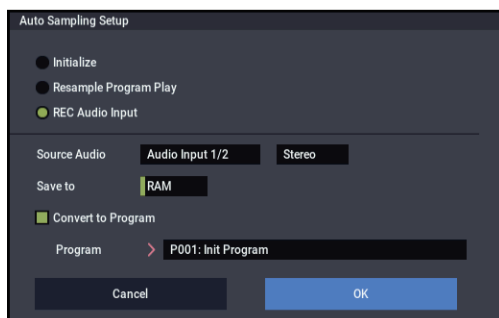 Auto Sampling Setup
Initialize
Resample Program Play
REC Audio Input
Source Audio Audio Input 1/2 Stereo
Save to RAM
Convert to Program
Program P001: Init Program
Cancel OK